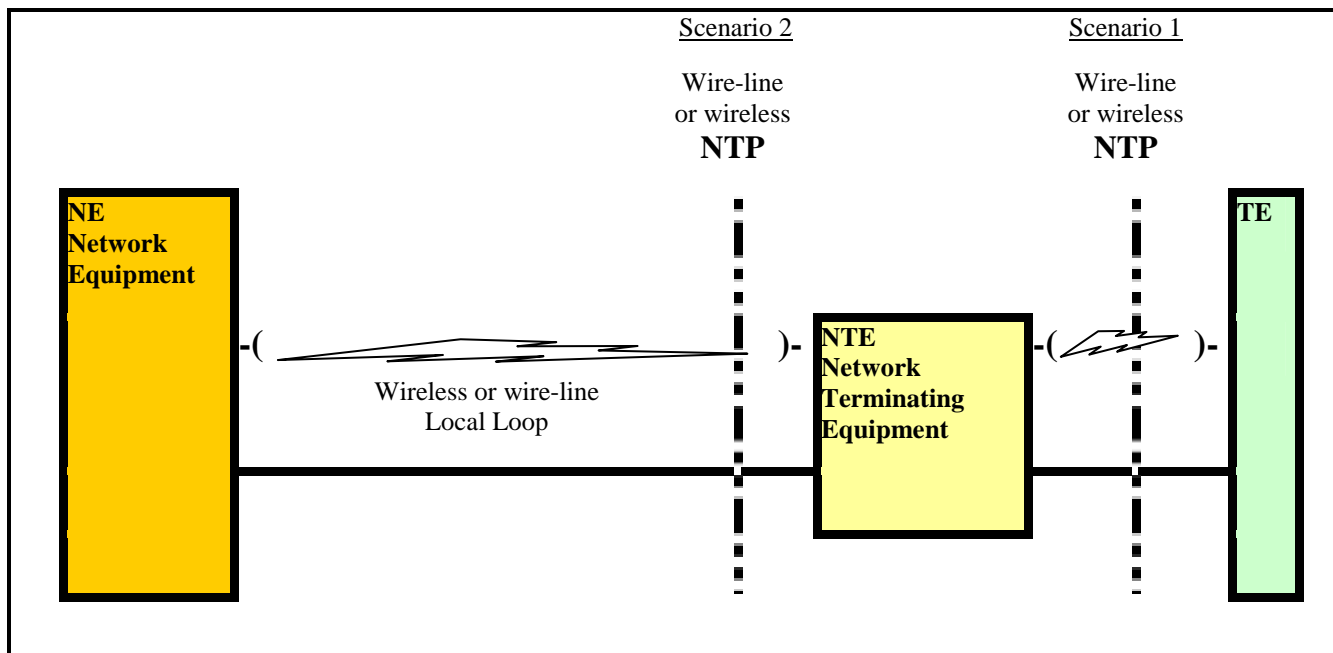 Scenario 2
Wire-line
or wireless
NTP
Scenario 1
Wire-line
or wireless
NTP
NE
Network
Equipment
-(
)-
Wireless or wire-line
Local Loop
NTE
Network
Terminating
Equipment
-(
)-
TE